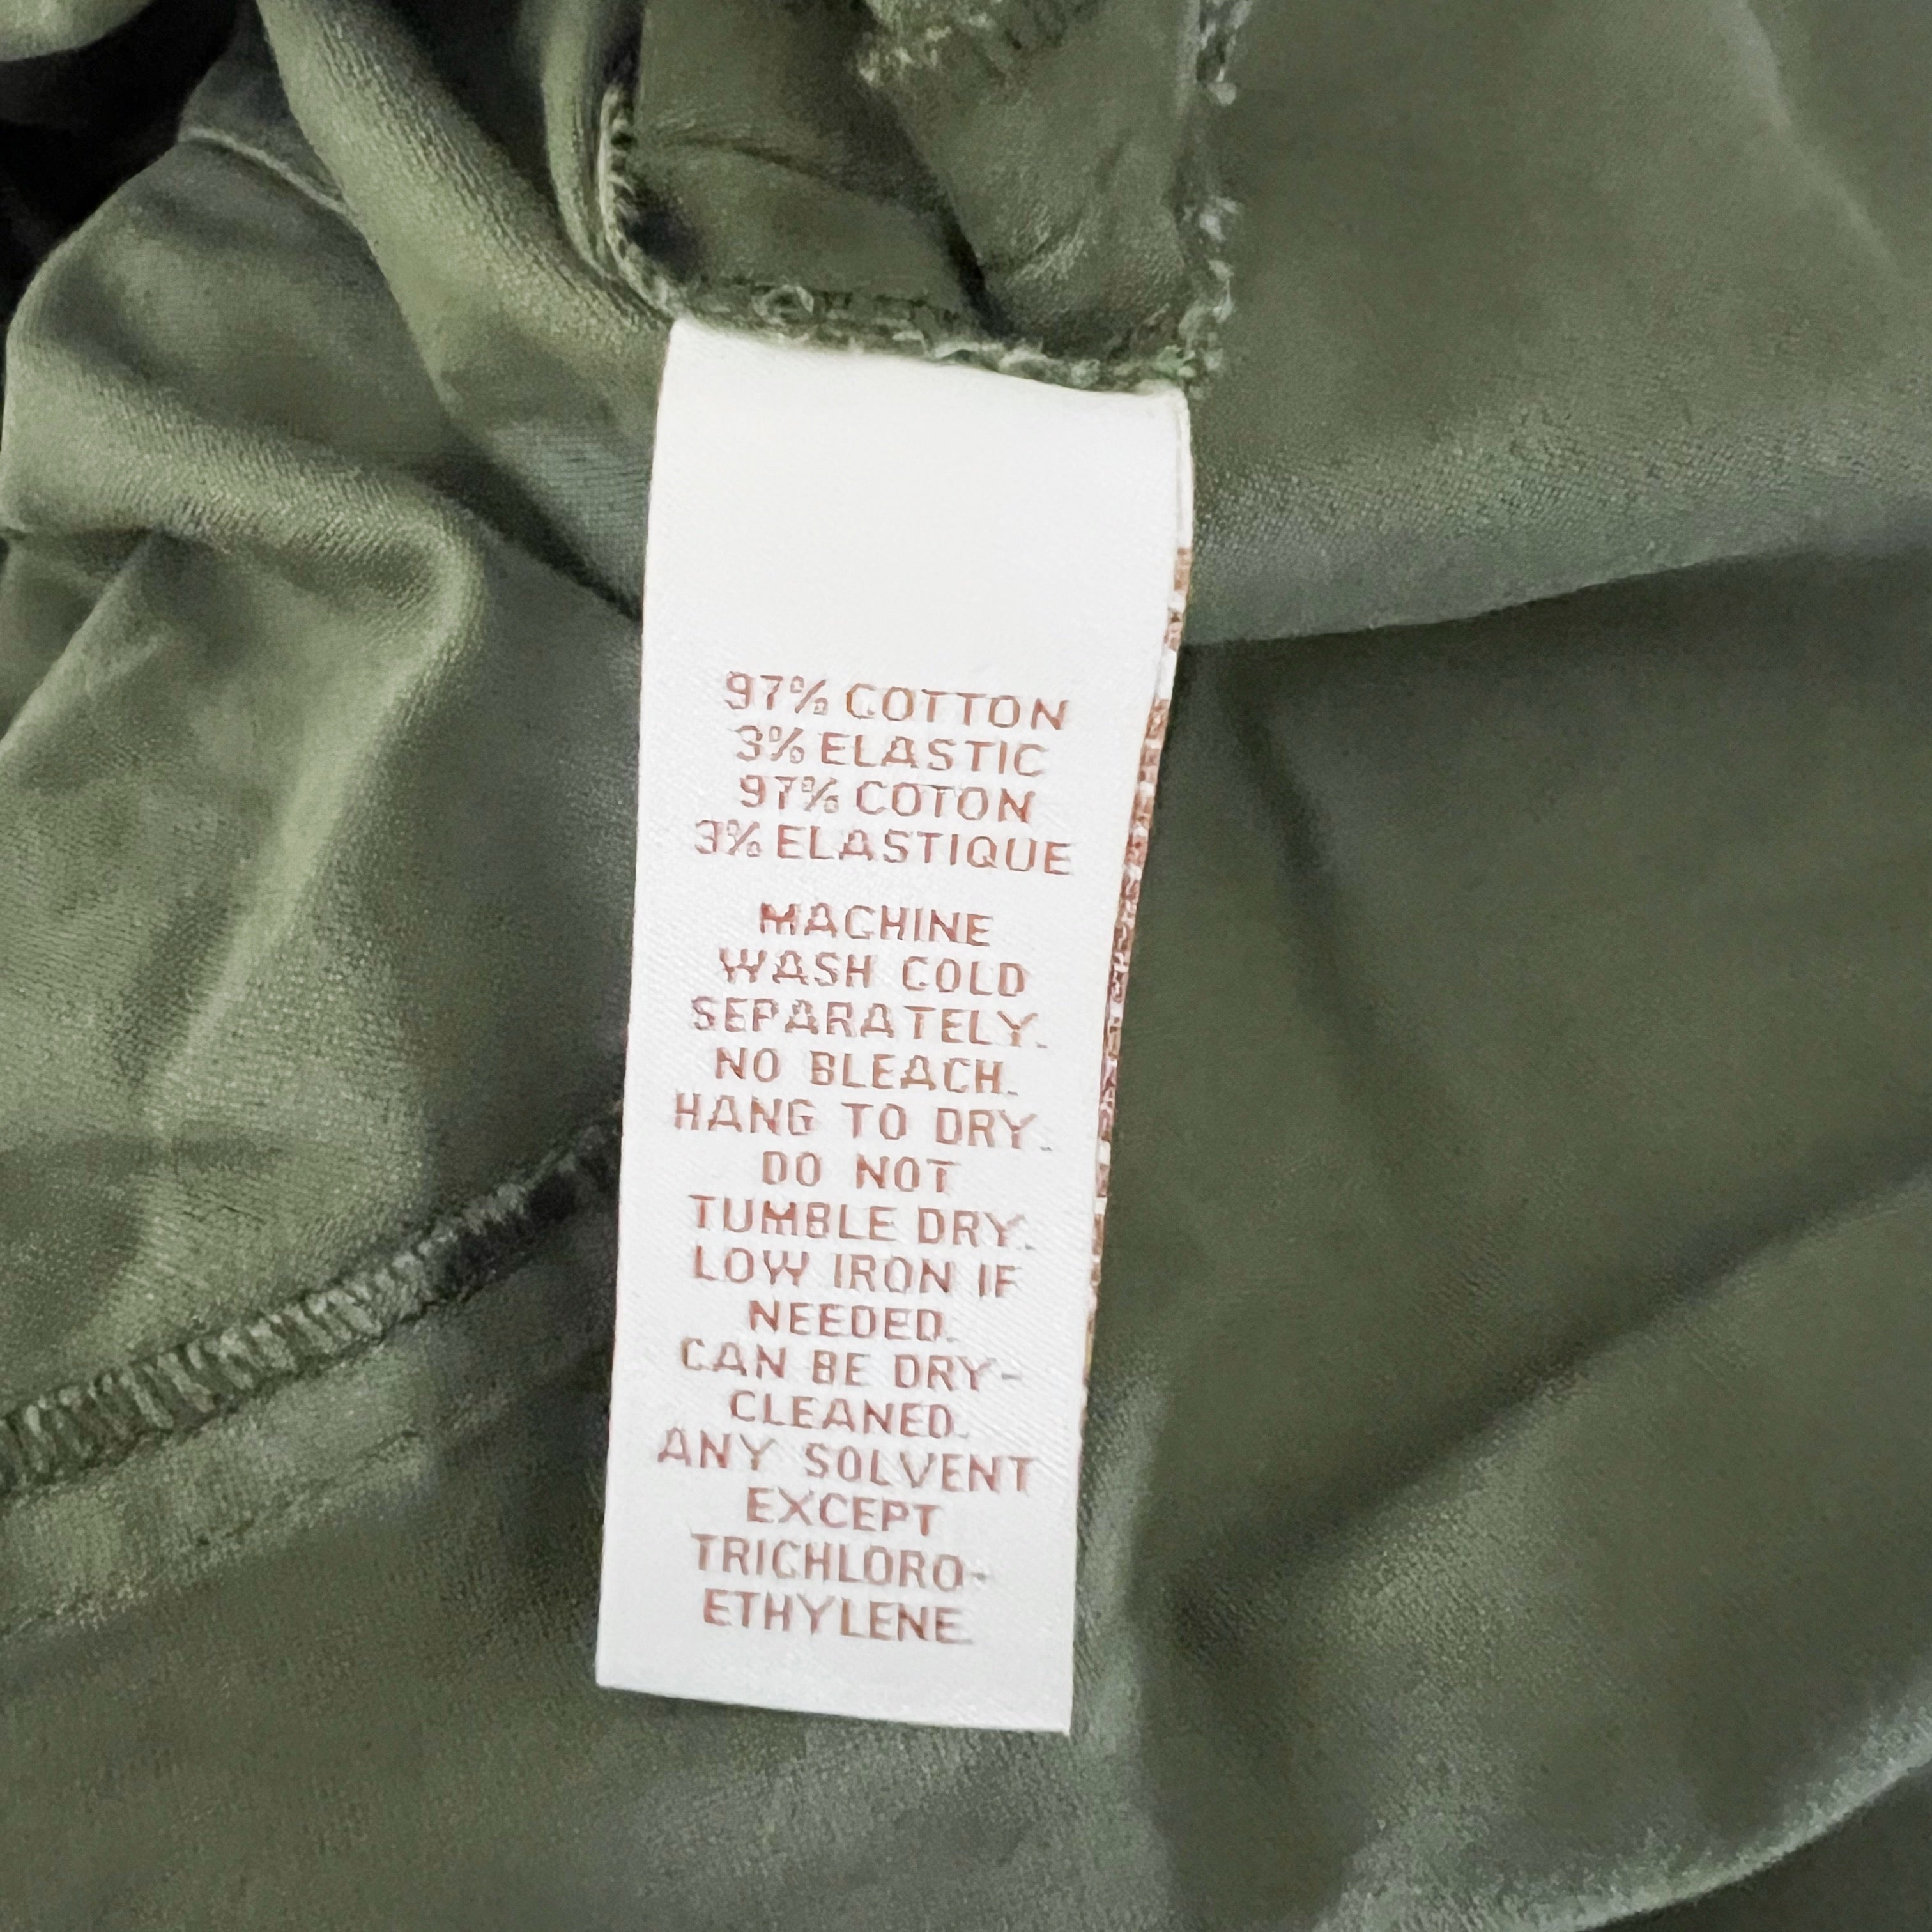 97% COTTON
3% ELASTIC
97% COTON
3% ELASTIQUE
MACHINE
WASH COLD
SEPARATELY.
NO BLEACH.
HANG TO DRY.
DO NOT
TUMBLE DRY.
LOW IRON IF
NEEDED.
CAN BE DRY-
CLEANED.
ANY SOLVENT
EXCEPT
TRICHLORO-
ETHYLENE.